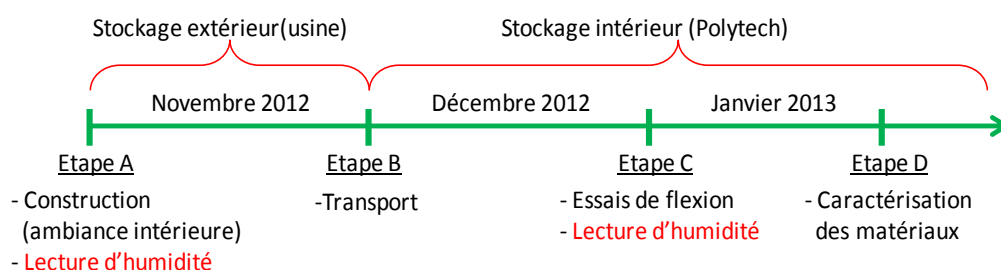 Stockage extérieur(usine)
Stockage intérieur (Polytech)
Novembre 2012
Décembre 2012
Janvier 2013
Etape A
- Construction
(ambiance intérieure)
- Lecture d'humidité
Etape B
-Transport
Etape C
- Essais de flexion
- Lecture d'humidité
Etape D
- Caractérisation
des matériaux